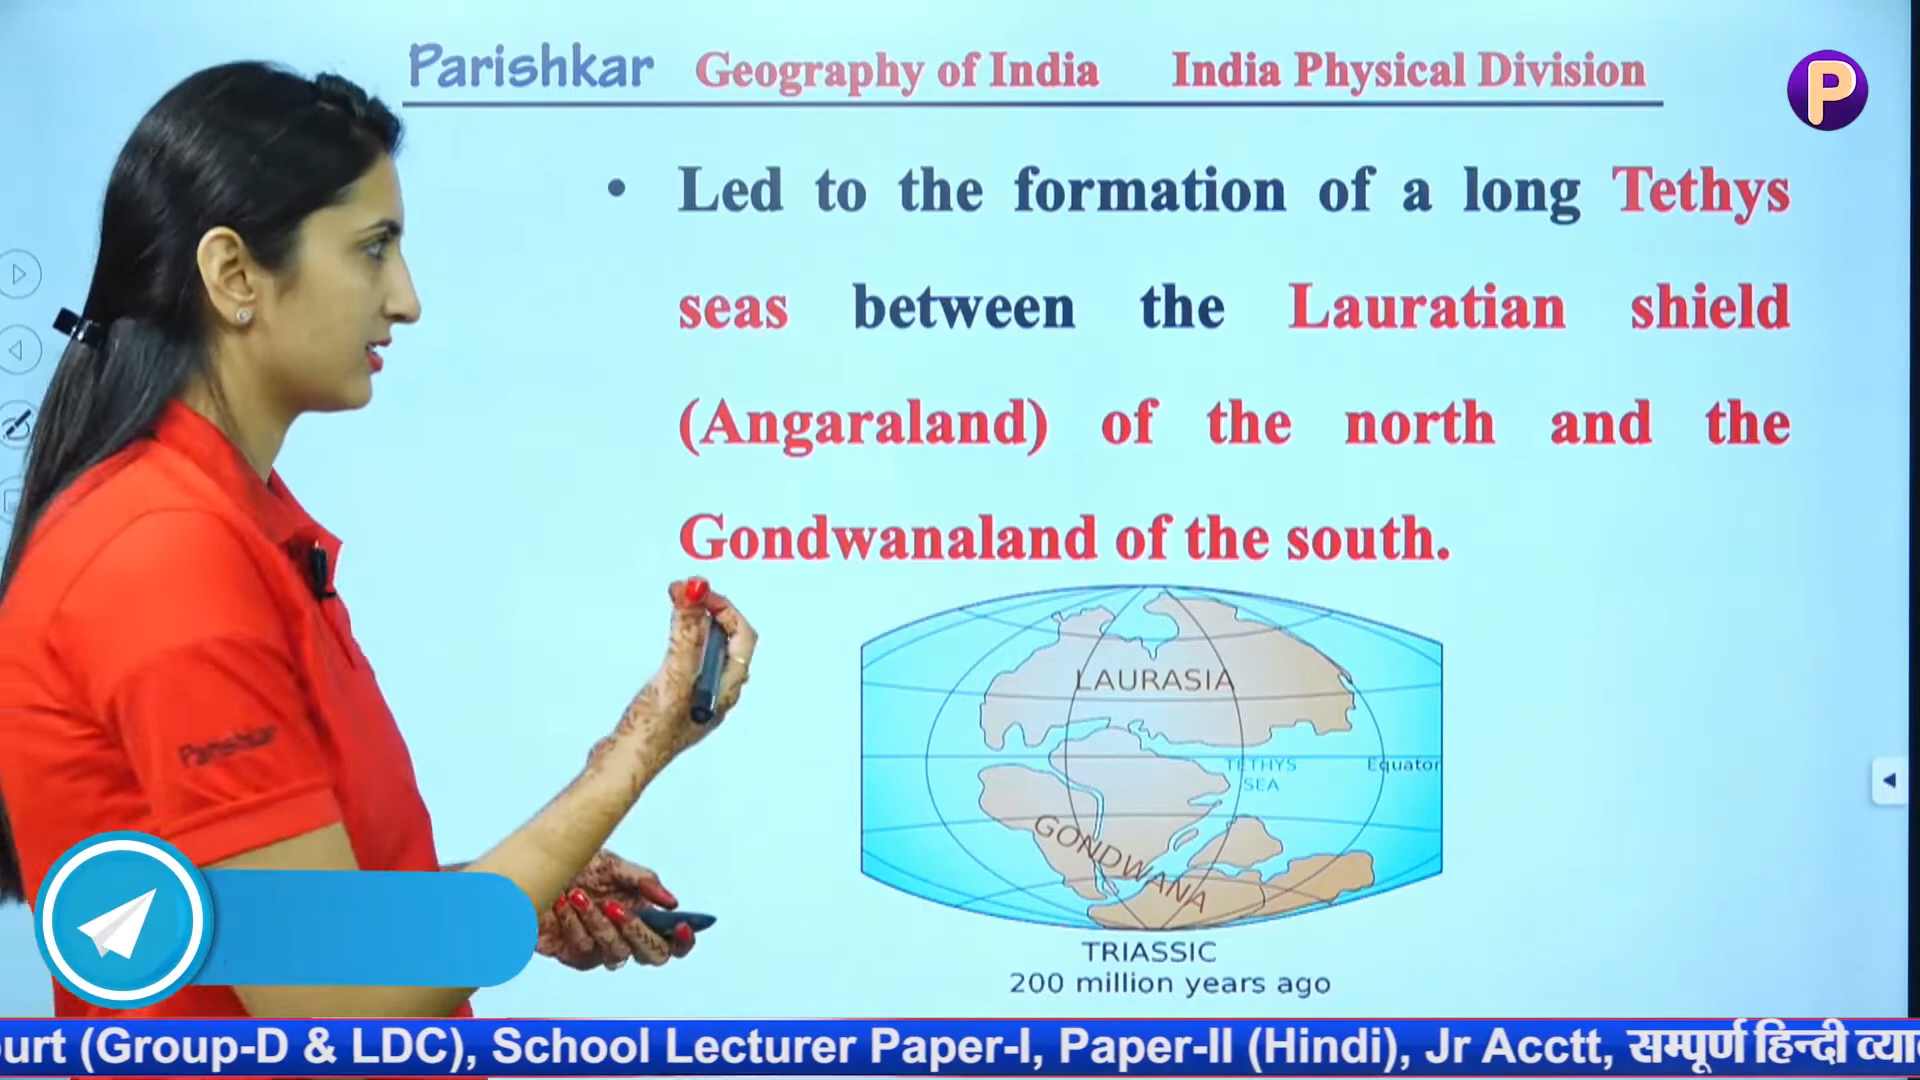 Parishkar Geography of India India Physical Division
P
• Led to the formation of a long Tethys
seas between the Lauratian shield
(Angaraland) of the north and the
Gondwanaland of the south.
LAURASIA
TETHYS
SEA
Equator
GONDWANA
TRIASSIC
200 million years ago
Parishkar
(Group-D & LDC), School Lecturer Paper-I, Paper-II (Hindi), Jr Acctt, सम्पूर्ण हिन्दी